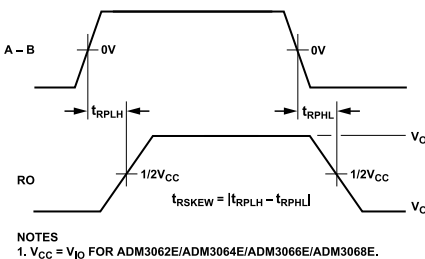 A – B
0V
0V
tRPLH
tRPHL
RO
1/2VCC
1/2VCC
tRSKEW = |tRPLH – tRPHL|
NOTES
1. VCC = VIO FOR ADM3062E/ADM3064E/ADM3066E/ADM3068E.